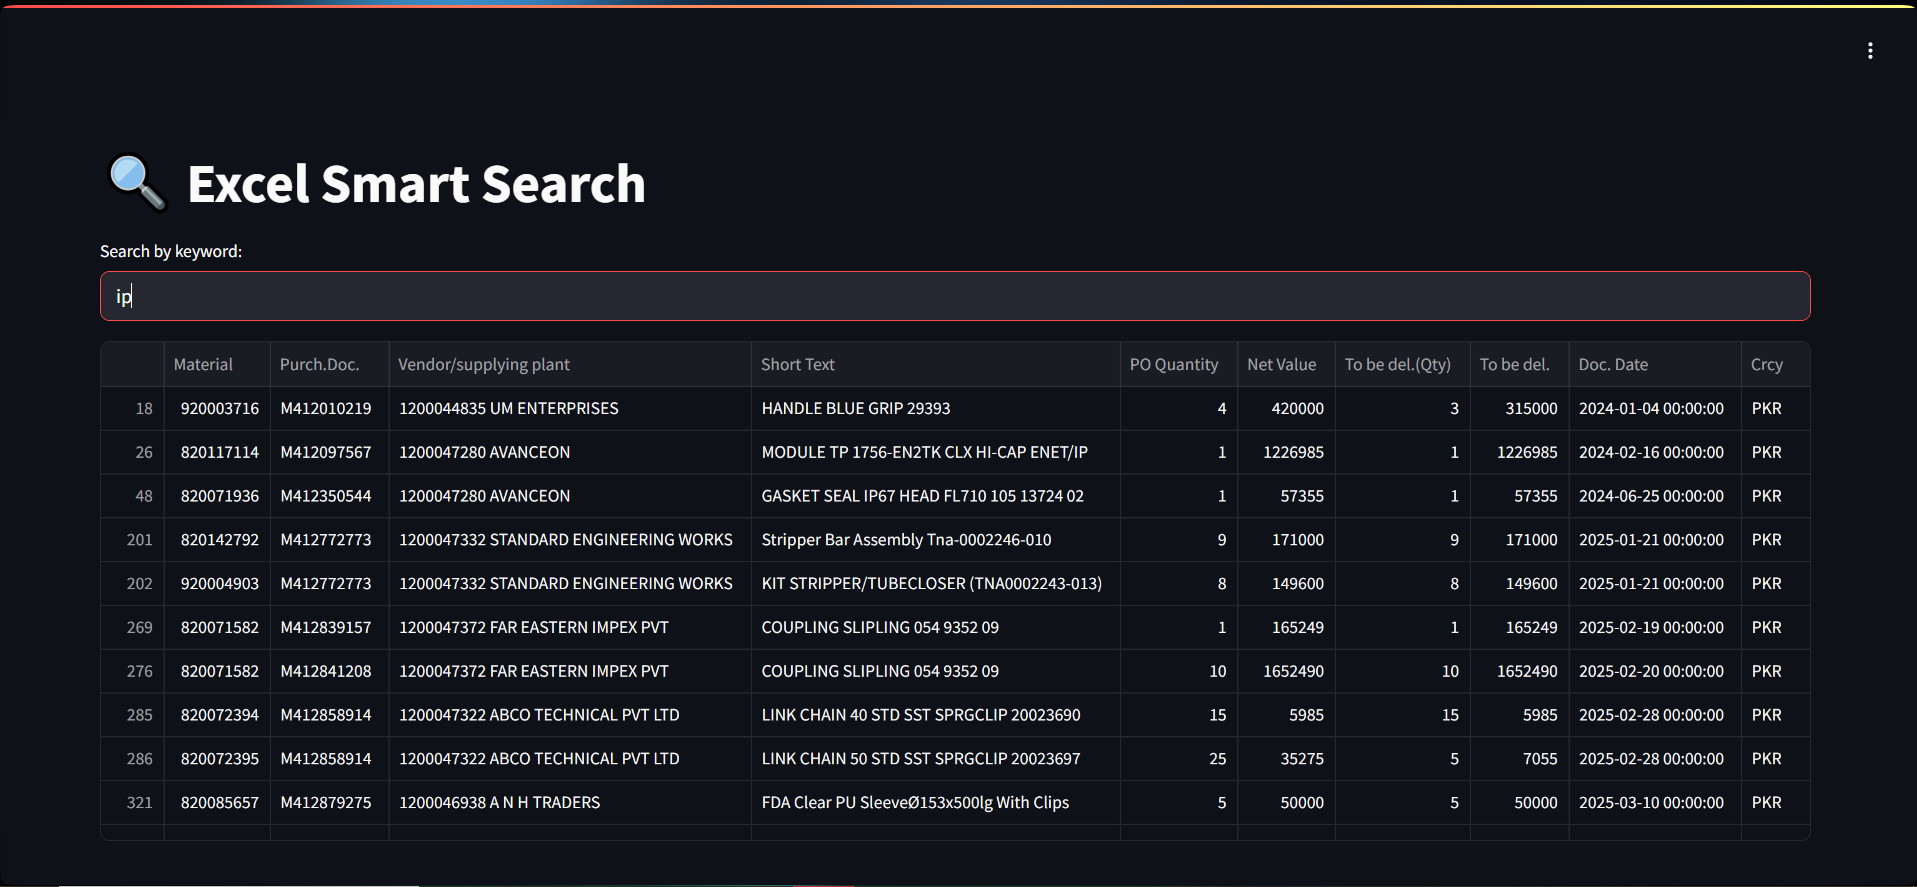 Excel Smart Search
Search by keyword:
ip
Material Purch.Doc. Vendor/supplying plant Short Text PO Quantity Net Value To be del.(Qty) To be del. Doc. Date Crcy
18 920003716 M412010219 1200044835 UM ENTERPRISES HANDLE BLUE GRIP 29393 4 420000 3 315000 2024-01-04 00:00:00 PKR
26 820117114 M412097567 1200047280 AVANCEON MODULE TP 1756-EN2TK CLX HI-CAP ENET/IP 1 1226985 1 1226985 2024-02-16 00:00:00 PKR
48 820071936 M412350544 1200047280 AVANCEON GASKET SEAL IP67 HEAD FL710 105 13724 02 1 57355 1 57355 2024-06-25 00:00:00 PKR
201 820142792 M412772773 1200047332 STANDARD ENGINEERING WORKS Stripper Bar Assembly Tna-0002246-010 9 171000 9 171000 2025-01-21 00:00:00 PKR
202 920004903 M412772773 1200047332 STANDARD ENGINEERING WORKS KIT STRIPPER/TUBECLOSER (TNA0002243-013) 8 149600 8 149600 2025-01-21 00:00:00 PKR
269 820071582 M412839157 1200047372 FAR EASTERN IMPEX PVT COUPLING SLIPLING 054 9352 09 1 165249 1 165249 2025-02-19 00:00:00 PKR
276 820071582 M412841208 1200047372 FAR EASTERN IMPEX PVT COUPLING SLIPLING 054 9352 09 10 1652490 10 1652490 2025-02-20 00:00:00 PKR
285 820072394 M412858914 1200047322 ABCO TECHNICAL PVT LTD LINK CHAIN 40 STD SST SPRGCLIP 20023690 15 5985 15 5985 2025-02-28 00:00:00 PKR
286 820072395 M412858914 1200047322 ABCO TECHNICAL PVT LTD LINK CHAIN 50 STD SST SPRGCLIP 20023697 25 35275 5 7055 2025-02-28 00:00:00 PKR
321 820085657 M412879275 1200046938 A N H TRADERS FDA Clear PU SleeveØ153x500lg With Clips 5 50000 5 50000 2025-03-10 00:00:00 PKR